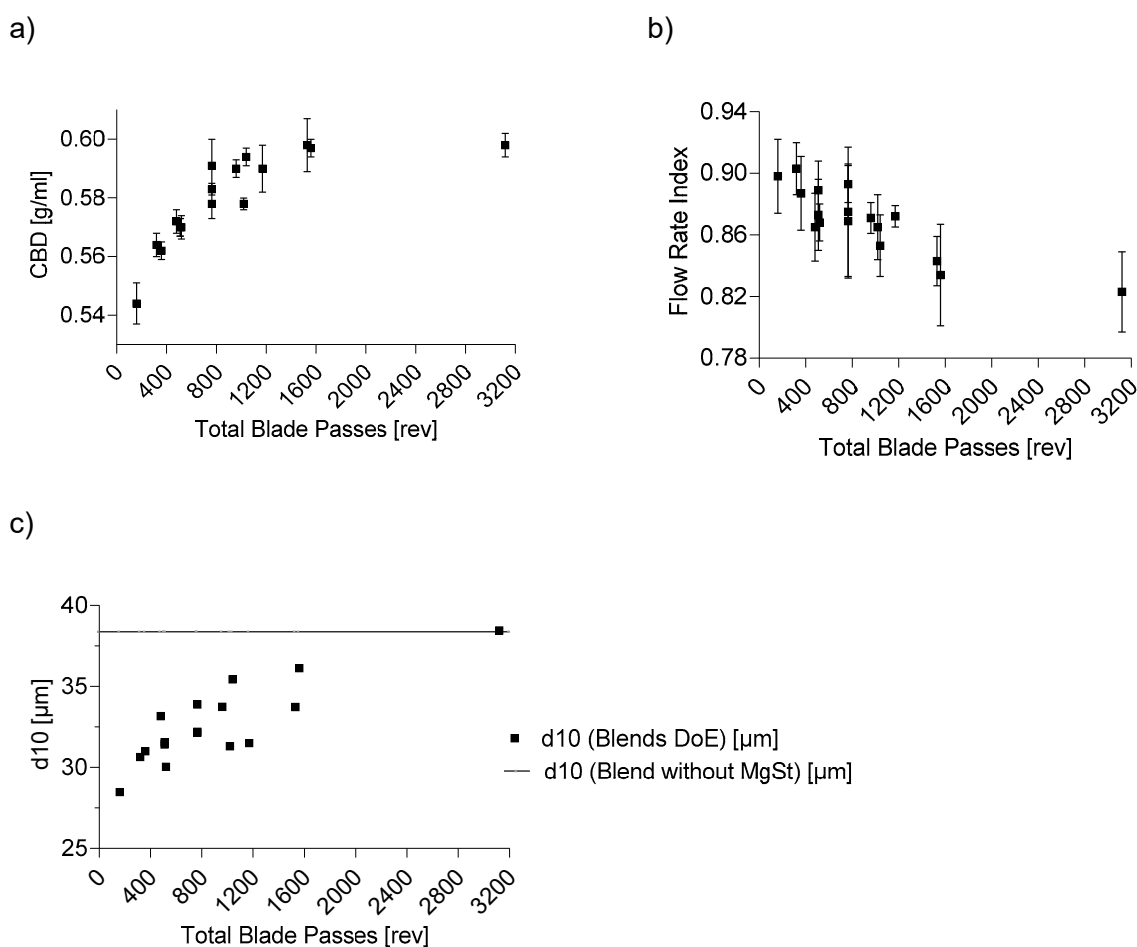 a)
b)
0.60
0.58
0.56
0.54
CBD [g/ml]
0 400 800 1200 1600 2000 2400 2800 3200
Total Blade Passes [rev]
0.94
0.90
0.86
0.82
0.78
Flow Rate Index
0 400 800 1200 1600 2000 2400 2800 3200
Total Blade Passes [rev]
c)
40
35
30
25
d10 [µm]
0 400 800 1200 1600 2000 2400 2800 3200
Total Blade Passes [rev]
d10 (Blends DoE) [µm]
d10 (Blend without MgSt) [µm]